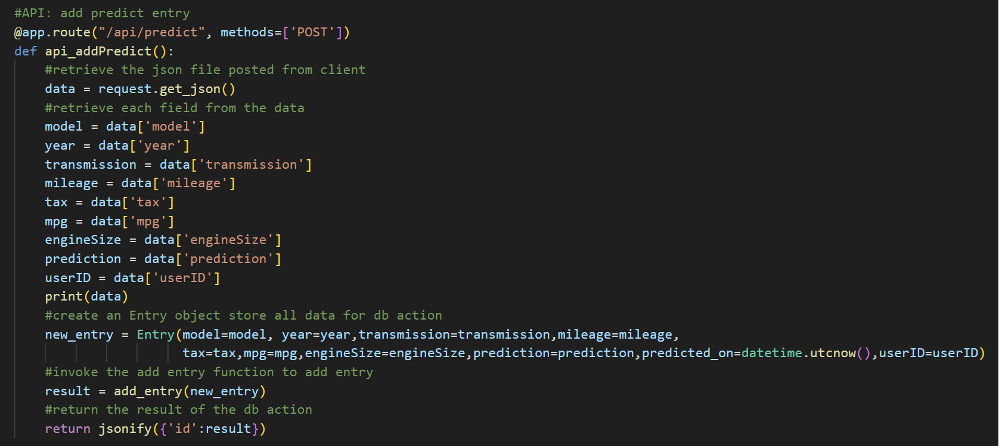 #API: add predict entry
@app.route("/api/predict", methods=['POST'])
def api_addPredict():
    #retrieve the json file posted from client
    data = request.get_json()
    #retrieve each field from the data
    model = data['model']
    year = data['year']
    transmission = data['transmission']
    mileage = data['mileage']
    tax = data['tax']
    mpg = data['mpg']
    engineSize = data['engineSize']
    prediction = data['prediction']
    userID = data['userID']
    print(data)
    #create an Entry object store all data for db action
    new_entry = Entry(model=model, year=year,transmission=transmission,mileage=mileage,
                      tax=tax,mpg=mpg,engineSize=engineSize,prediction=prediction,predicted_on=datetime.utcnow(),userID=userID)
    #invoke the add entry function to add entry
    result = add_entry(new_entry)
    #return the result of the db action
    return jsonify({'id':result})